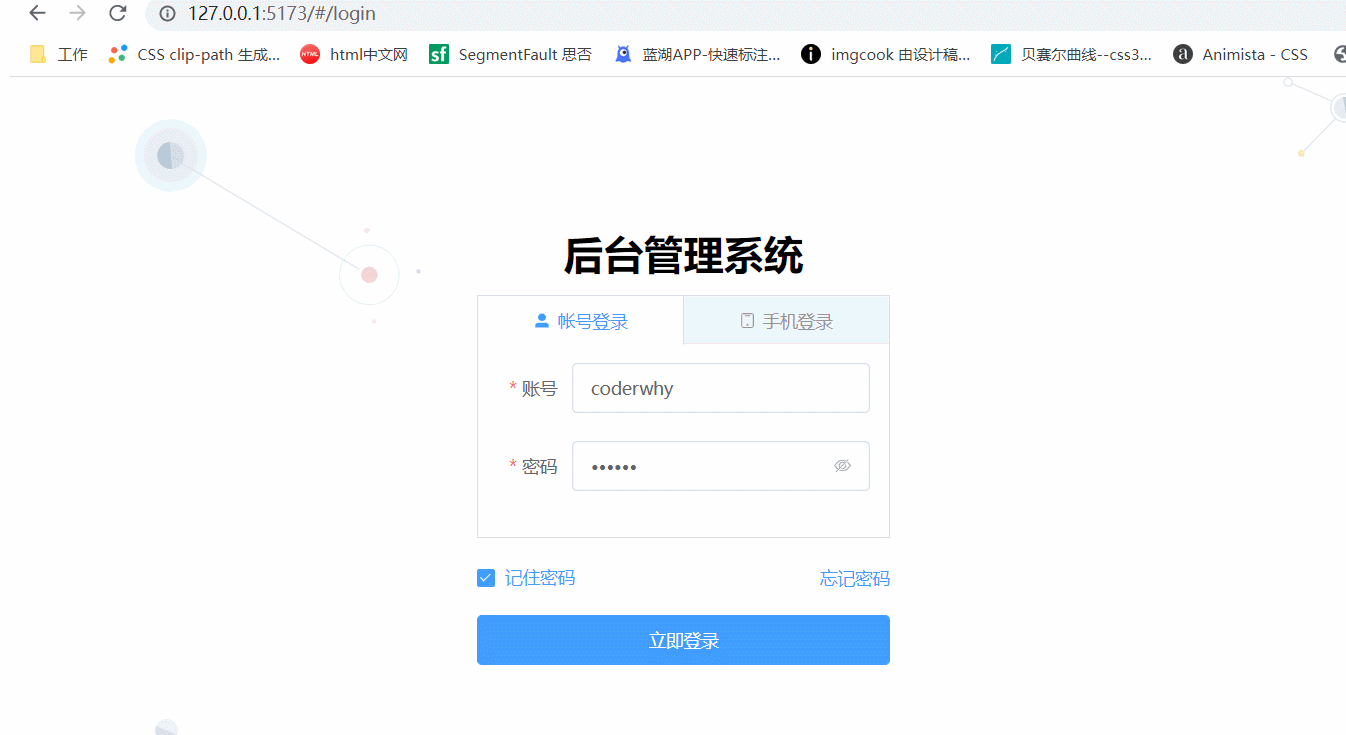 127.0.0.1:5173/#/login
工作 CSS clip-path 生成... HTML html中文网 sf SegmentFault 思否 蓝湖APP-快速标注... i imgcook 由设计稿... 贝塞尔曲线--css3... a Animista - CSS
后台管理系统
帐号登录 手机登录
* 账号 coderwhy
* 密码 ••••••
记住密码 忘记密码
立即登录